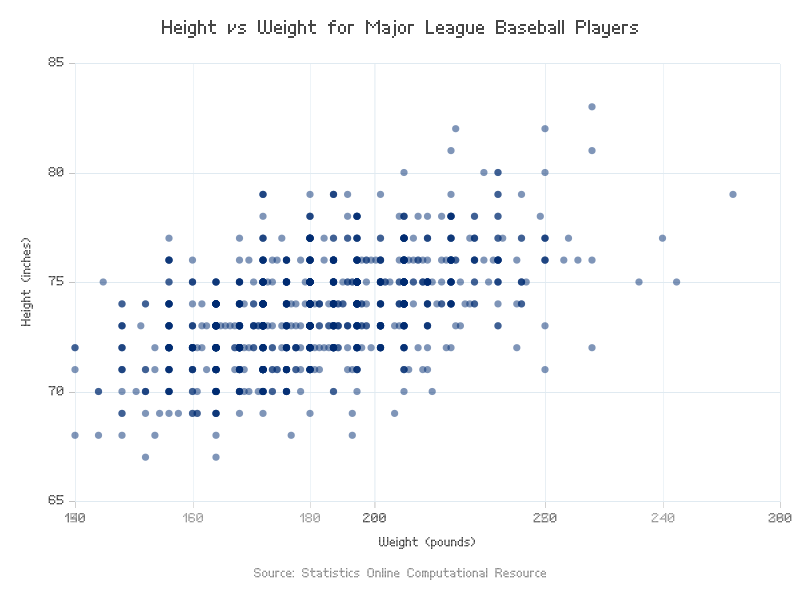 Height vs Weight for Major League Baseball Players
85
80
75
70
65
Height (inches)
160 180 200 240
Weight (pounds)
Source: Statistics Online Computational Resource